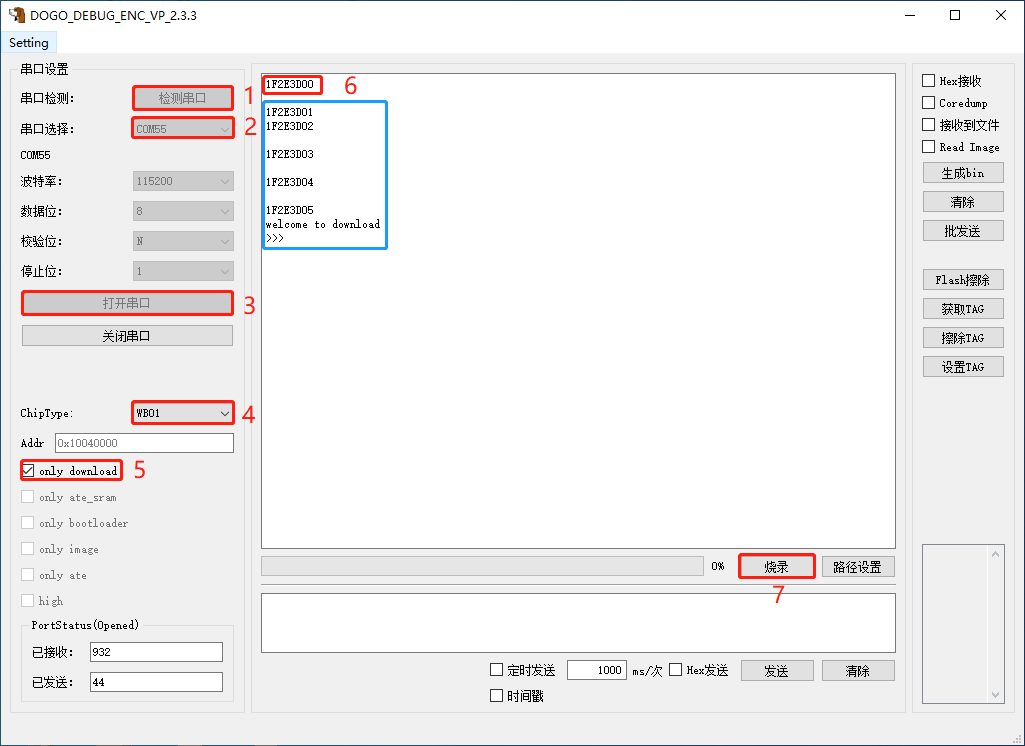 DOGO_DEBUG_ENC_VP_2.3.3
Setting
串口设置
串口检测: 检测串口 1
串口选择: COM55 2
COM55
波特率: 115200
数据位: 8
校验位: N
停止位: 1
打开串口 3
关闭串口
ChipType: WB01 4
Addr 0x10040000
only download 5
only ate_sram
only bootloader
only image
only ate
high
PortStatus(Opened)
已接收: 932
已发送: 44
1F2E3D00 6
1F2E3D01
1F2E3D02
1F2E3D03
1F2E3D04
1F2E3D05
welcome to download
>>>
0% 烧录 路径设置
7
定时发送 1000 ms/次 Hex发送 发送 清除
时间戳
Hex接收
Coredump
接收到文件
Read Image
生成bin
清除
批发送
Flash擦除
获取TAG
擦除TAG
设置TAG